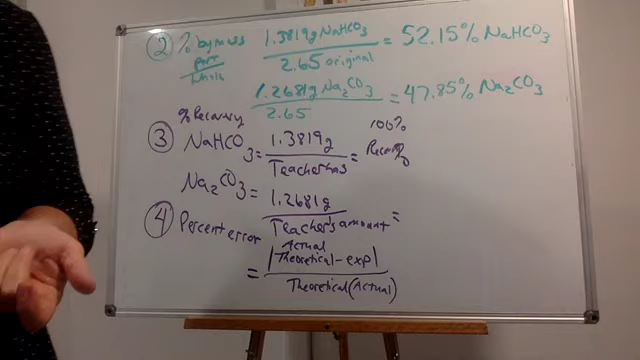 ② % by mass 1.3819g NaHCO3 = 52.15% NaHCO3
part 2.65 original
whole
1.2681g Na2CO3 = 47.85% Na2CO3
2.65
% Recovery
③ NaHCO3 = 1.3819g = 100%
Teacher has
Na2CO3 = 1.2681g =
Teacher's amount
④ Percent error
Actual
= |Theoretical - exp|
Theoretical (Actual)